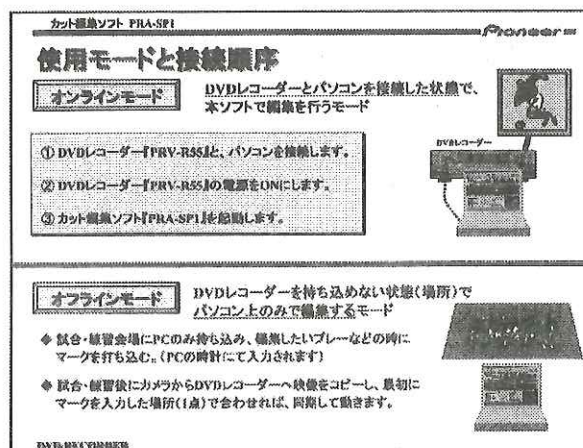 カット編集ソフト PRA-SP1
Pioneer
使用モードと接続順序
オンラインモード
DVDレコーダーとパソコンを接続した状態で、
本ソフトで編集を行うモード
DVDレコーダー
① DVDレコーダー『PRV-R55』と、パソコンを接続します。
② DVDレコーダー『PRV-R55』の電源をONにします。
③ カット編集ソフト『PRA-SP1』を起動します。
オフラインモード
DVDレコーダーを持ち込めない状態(場所)で
パソコン上のみで編集するモード
◆ 試合・練習会場にPCのみ持ち込み、編集したいプレーなどの時に
マークを打ち込む。(PCの時計にて入力されます)
◆ 試合・練習後にカメラからDVDレコーダーへ映像をコピーし、最初に
マークを入力した場所(1点)で合わせれば、同期して動きます。
DVD RECORDER